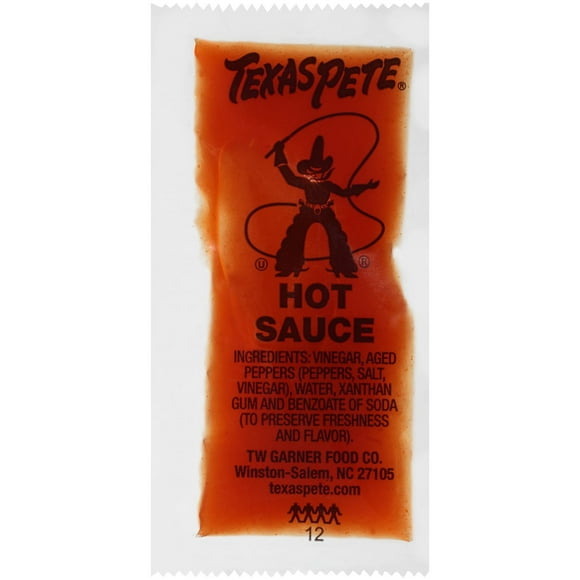 TEXAS PETE®
U ®
HOT
SAUCE
INGREDIENTS: VINEGAR, AGED
PEPPERS (PEPPERS, SALT,
VINEGAR), WATER, XANTHAN
GUM AND BENZOATE OF SODA
(TO PRESERVE FRESHNESS
AND FLAVOR).
TW GARNER FOOD CO.
Winston-Salem, NC 27105
texaspete.com
12